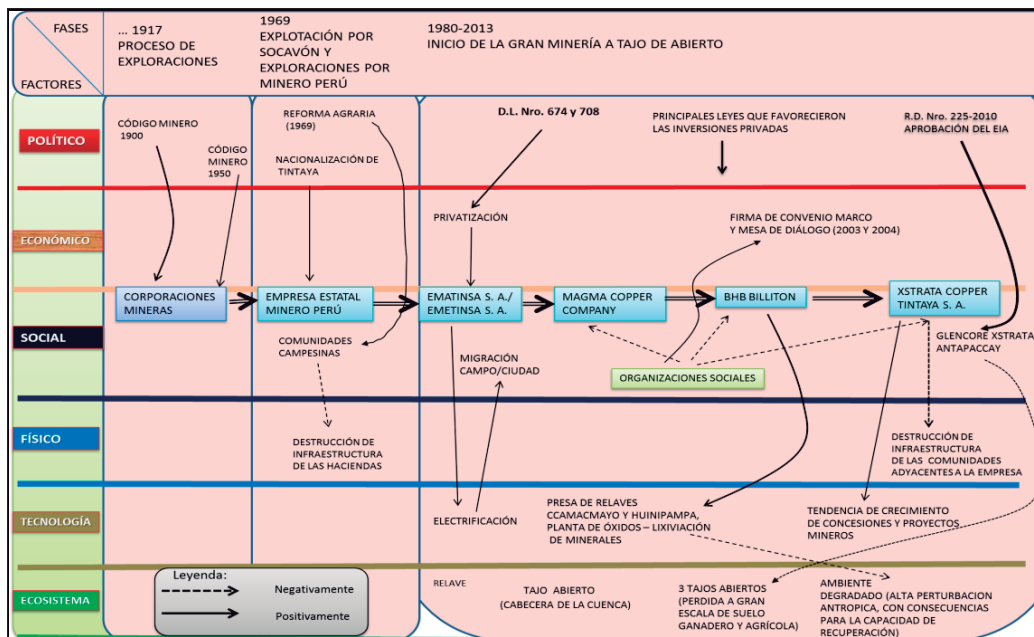 FASES
FACTORES
... 1917
PROCESO DE
EXPLORACIONES
1969
EXPLOTACIÓN POR
SOCAVÓN Y
EXPLORACIONES POR
MINERO PERÚ
1980-2013
INICIO DE LA GRAN MINERÍA A TAJO DE ABIERTO
POLÍTICO
CÓDIGO MINERO
1900
CÓDIGO
MINERO
1950
REFORMA AGRARIA
(1969)
NACIONALIZACIÓN DE
TINTAYA
D.L. Nro. 674 y 708
PRINCIPALES LEYES QUE FAVORECIERON
LAS INVERSIONES PRIVADAS
R.D. Nro. 225-2010
APROBACIÓN DEL EIA
ECONÓMICO
PRIVATIZACIÓN
FIRMA DE CONVENIO MARCO
Y MESA DE DIÁLOGO (2003 Y 2004)
CORPORACIONES
MINERAS
EMPRESA ESTATAL
MINERO PERÚ
EMATINSA S. A./
EMETINSA S. A.
MAGMA COPPER
COMPANY
BHB BILLITON
XSTRATA COPPER
TINTAYA S. A.
SOCIAL
COMUNIDADES
CAMPESINAS
MIGRACIÓN
CAMPO/CIUDAD
ORGANIZACIONES SOCIALES
GLENCORE XSTRATA
ANTAPACCAY
FÍSICO
DESTRUCCIÓN DE
INFRAESTRUCTURA
DE LAS HACIENDAS
DESTRUCCIÓN DE
INFRAESTRUCTURA
DE LAS COMUNIDADES
ADYACENTES A LA EMPRESA
TECNOLOGÍA
ELECTRIFICACIÓN
PRESA DE RELAVES
CCAMACMAYO Y HUINIPAMPA,
PLANTA DE ÓXIDOS – LIXIVIACIÓN
DE MINERALES
TENDENCIA DE CRECIMIENTO
DE CONCESIONES Y PROYECTOS
MINEROS
ECOSISTEMA
Leyenda:
Negativamente
Positivamente
RELAVE
TAJO ABIERTO
(CABECERA DE LA CUENCA)
3 TAJOS ABIERTOS
(PERDIDA A GRAN
ESCALA DE SUELO
GANADERO Y AGRÍCOLA)
AMBIENTE
DEGRADADO (ALTA PERTURBACION
ANTROPICA, CON CONSECUENCIAS
PARA LA CAPACIDAD DE
RECUPERACIÓN)